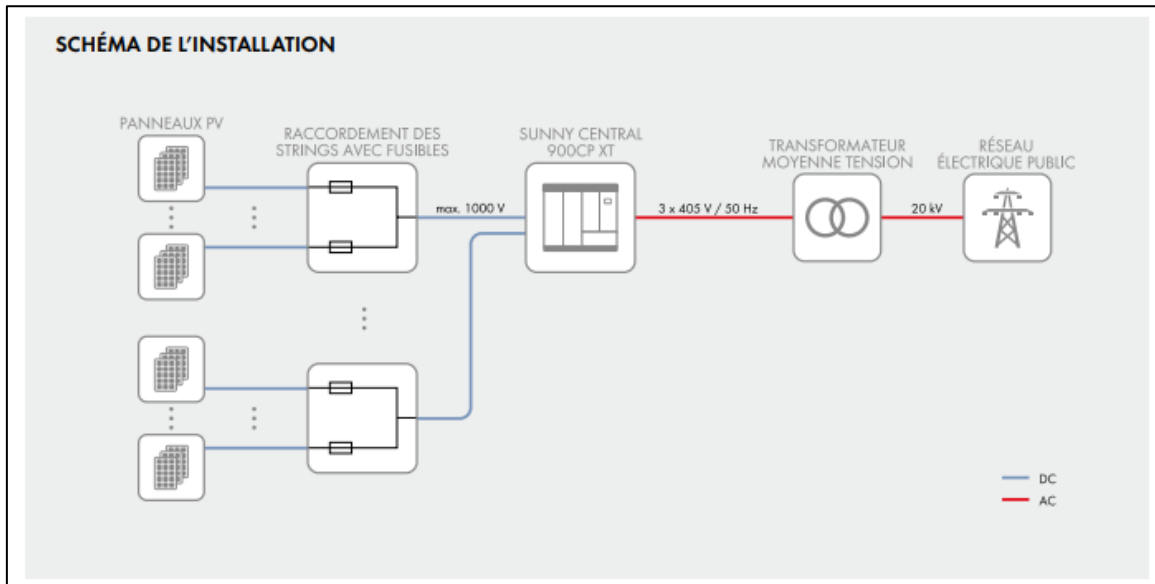 SCHÉMA DE L’INSTALLATION
PANNEAUX PV
RACCORDEMENT DES
STRINGS AVEC FUSIBLES
SUNNY CENTRAL
900CP XT
TRANSFORMATEUR
MOYENNE TENSION
RÉSEAU
ÉLECTRIQUE PUBLIC
max. 1000 V
3 x 405 V / 50 Hz
20 kV
DC
AC